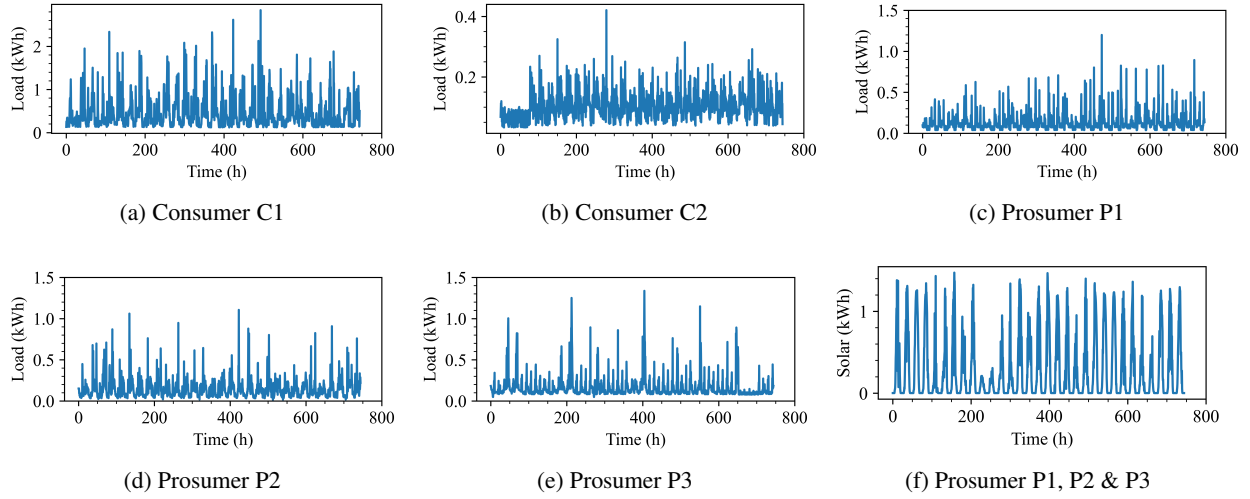 Load (kWh)
2
1
0
0 200 400 600 800
Time (h)
(a) Consumer C1
Load (kWh)
0.4
0.2
0 200 400 600 800
Time (h)
(b) Consumer C2
Load (kWh)
1.5
1.0
0.5
0.0
0 200 400 600 800
Time (h)
(c) Prosumer P1
Load (kWh)
1.5
1.0
0.5
0.0
0 200 400 600 800
Time (h)
(d) Prosumer P2
Load (kWh)
1.5
1.0
0.5
0.0
0 200 400 600 800
Time (h)
(e) Prosumer P3
Solar (kWh)
1
0
0 200 400 600 800
Time (h)
(f) Prosumer P1, P2 & P3